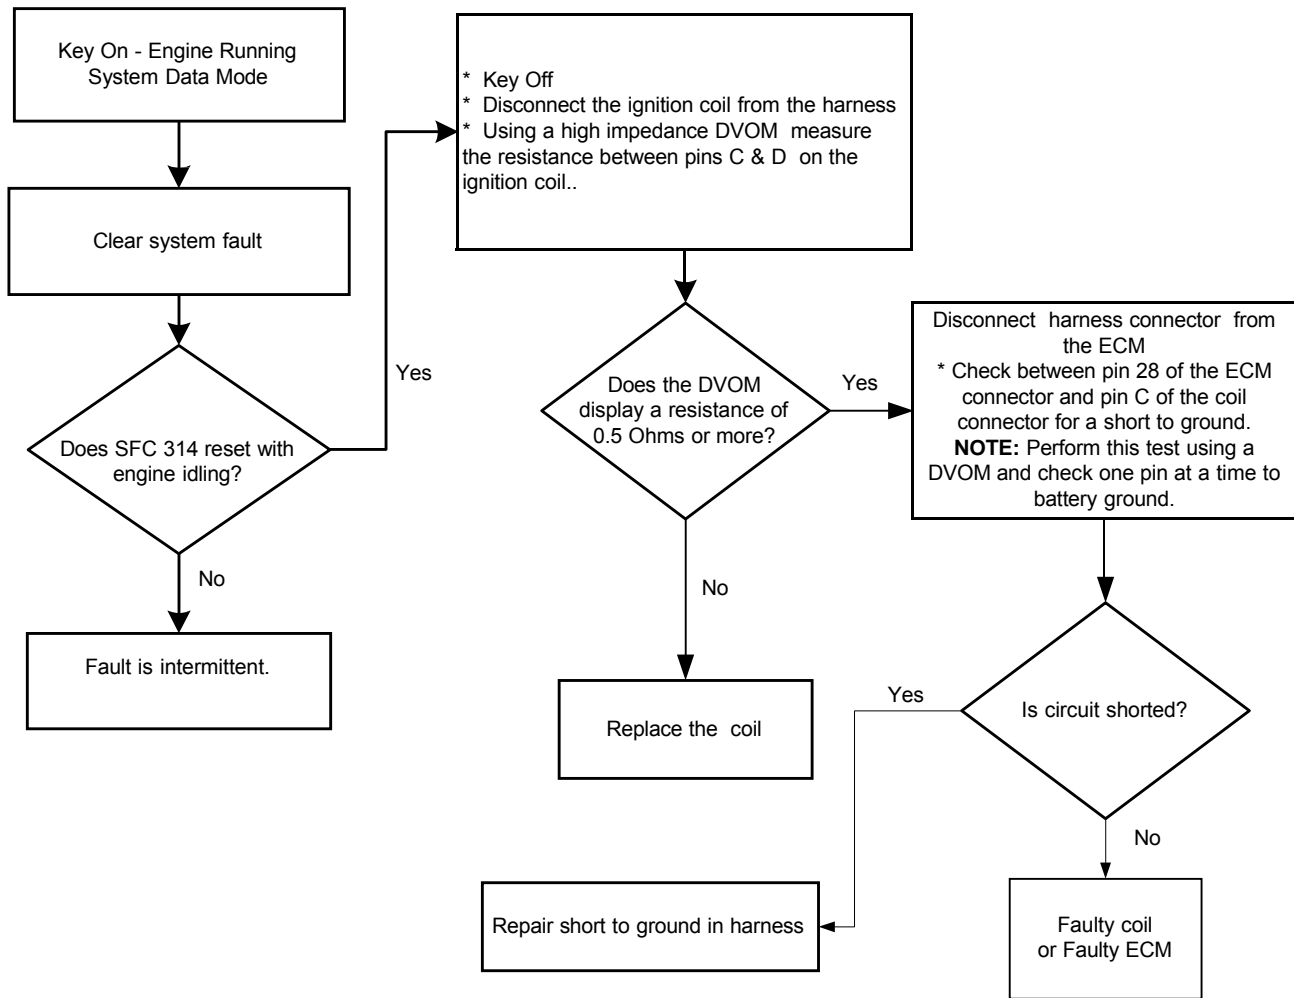 Key On - Engine Running
System Data Mode
Clear system fault
Does SFC 314 reset with
engine idling?
Yes
No
Fault is intermittent.
* Key Off
* Disconnect the ignition coil from the harness
* Using a high impedance DVOM measure
the resistance between pins C & D on the
ignition coil..
Does the DVOM
display a resistance of
0.5 Ohms or more?
Yes
No
Replace the coil
Disconnect harness connector from
the ECM
* Check between pin 28 of the ECM
connector and pin C of the coil
connector for a short to ground.
NOTE: Perform this test using a
DVOM and check one pin at a time to
battery ground.
Is circuit shorted?
Yes
No
Repair short to ground in harness
Faulty coil
or Faulty ECM